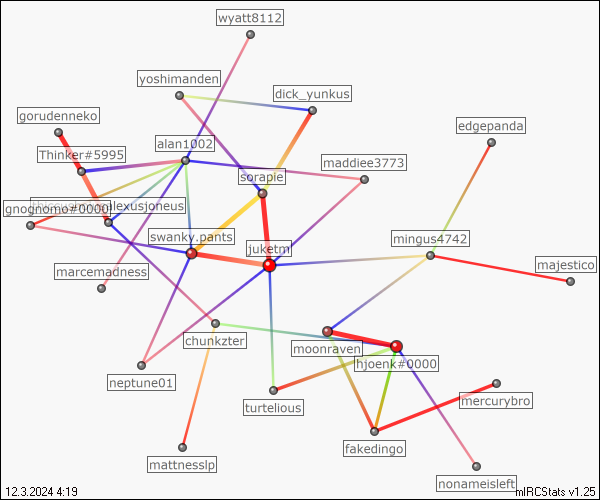 wyatt8112
yoshimanden
dick_yunkus
gorudenneko
edgepanda
alan1002
Thinker#5995
maddiee3773
sorapie
gnognomo#0000
alexusjoneus
swanky.pants
mingus4742
juketm
majestico
marcemadness
chunkzter
moonraven
hjoenk#0000
neptune01
mercurybro
turtelious
fakedingo
mattnesslp
nonameisleft
12.3.2024 4:19
mIRCStats v1.25